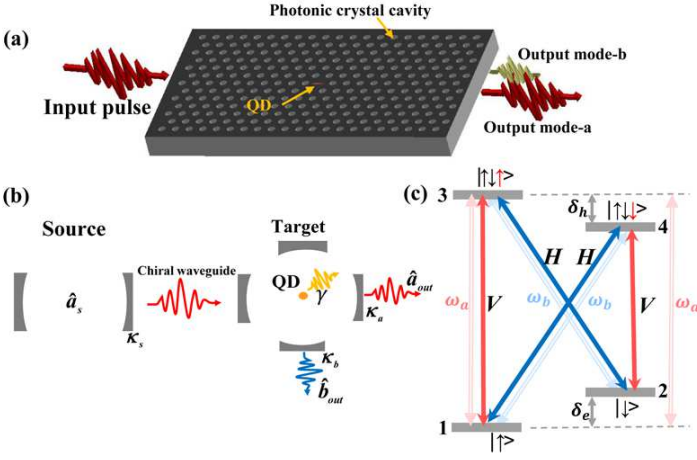 (a)
Photonic crystal cavity
Input pulse
QD
Output mode-b
Output mode-a
(b)
Source
Target
Chiral waveguide
QD
γ
â_s
κ_s
κ_a
â_out
κ_b
b̂_out
(c)
3
|↑↓↑>
δ_h
|↑↓↓>
4
H H
ω_a
V
ω_b
ω_b
V
ω_a
2
|↓>
δ_e
1
|↑>